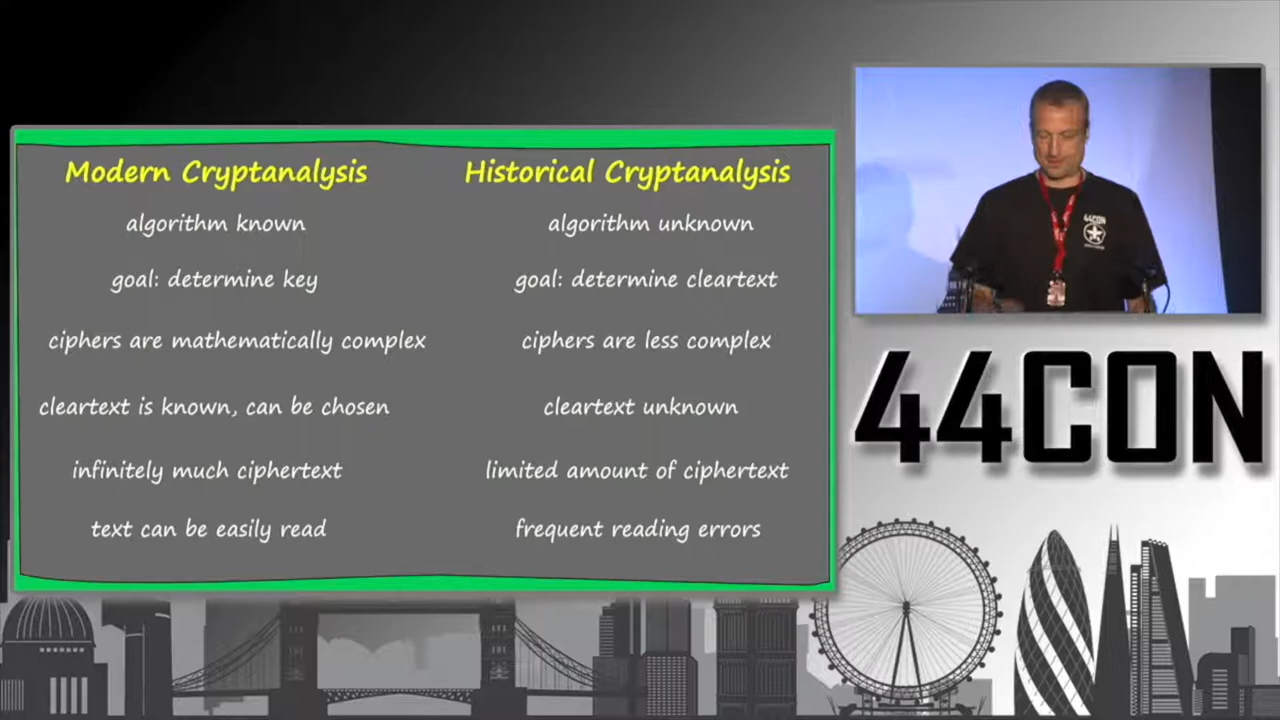 Modern Cryptanalysis
Historical Cryptanalysis
algorithm known
algorithm unknown
goal: determine key
goal: determine cleartext
ciphers are mathematically complex
ciphers are less complex
cleartext is known, can be chosen
cleartext unknown
infinitely much ciphertext
limited amount of ciphertext
text can be easily read
frequent reading errors
44CON
44CON